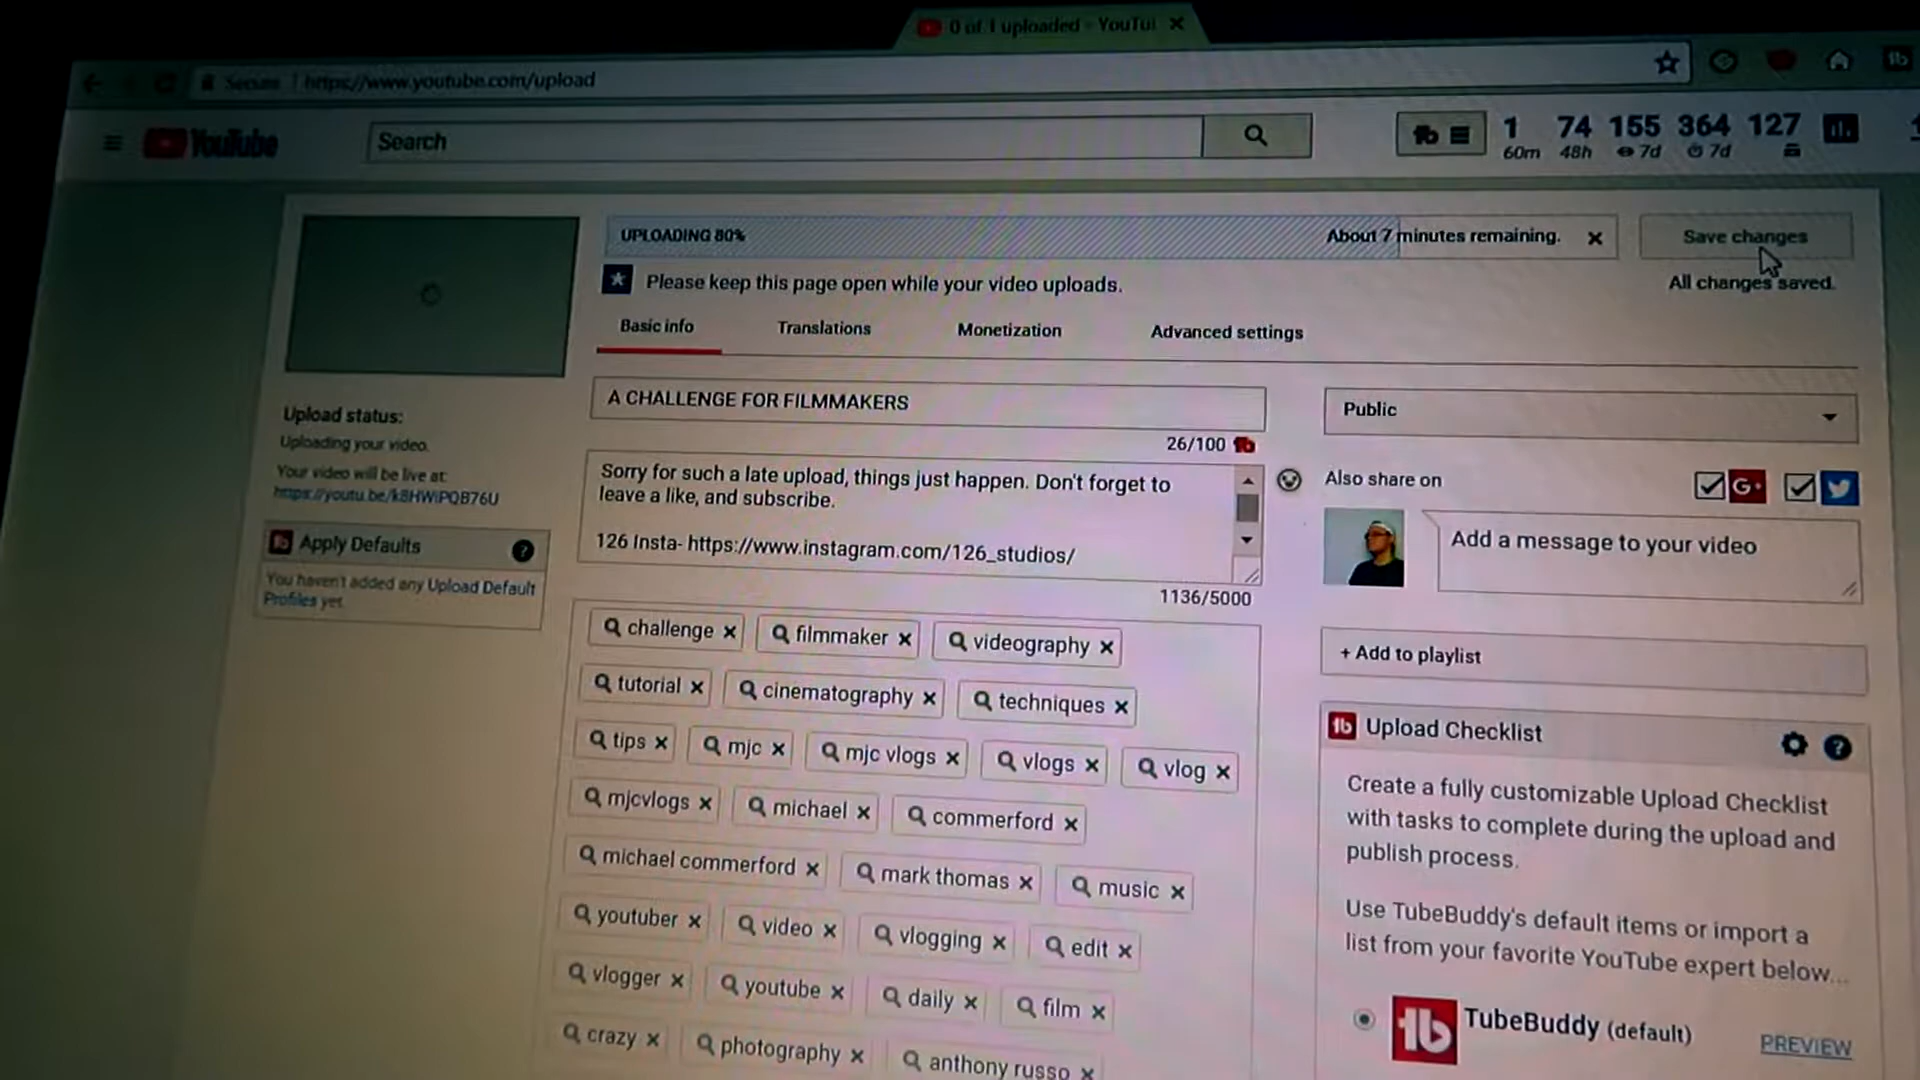 0 of 1 uploaded - YouTu
Secure https://www.youtube.com/upload
YouTube
Search
1 74 155 364 127
60m 48h 7d 7d
UPLOADING 80% About 7 minutes remaining.
Save changes
Please keep this page open while your video uploads.
All changes saved.
Basic info Translations Monetization Advanced settings
A CHALLENGE FOR FILMMAKERS
Public
26/100
Upload status:
Uploading your video.
Your video will be live at:
https://youtu.be/k8HWiPQB76U
Sorry for such a late upload, things just happen. Don't forget to
leave a like, and subscribe.
126 Insta- https://www.instagram.com/126_studios/
Also share on
G+
Add a message to your video
Apply Defaults
You haven't added any Upload Default
Profiles yet.
1136/5000
challenge filmmaker videography
tutorial cinematography techniques
tips mjc mjc vlogs vlogs vlog
mjcvlogs michael commerford
michael commerford mark thomas music
youtuber video vlogging edit
vlogger youtube daily film
crazy photography anthony russo
+ Add to playlist
Upload Checklist
Create a fully customizable Upload Checklist
with tasks to complete during the upload and
publish process.
Use TubeBuddy's default items or import a
list from your favorite YouTube expert below...
TubeBuddy (default)
PREVIEW